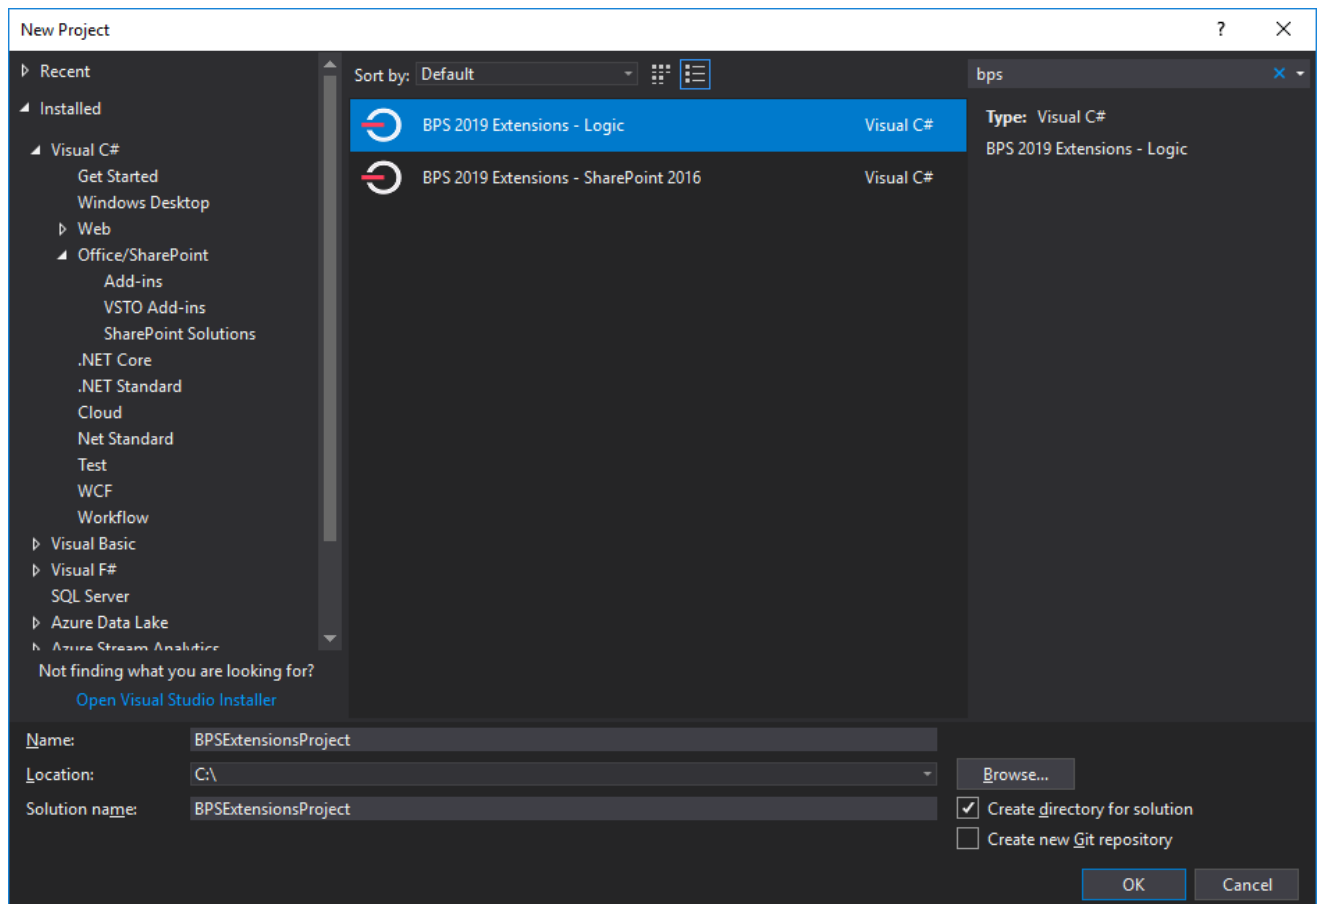 New Project
?
Recent
Installed
Visual C#
Get Started
Windows Desktop
Web
Office/SharePoint
Add-ins
VSTO Add-ins
SharePoint Solutions
.NET Core
.NET Standard
Cloud
Net Standard
Test
WCF
Workflow
Visual Basic
Visual F#
SQL Server
Azure Data Lake
Azure Stream Analytics
Not finding what you are looking for?
Open Visual Studio Installer
Sort by: Default
BPS 2019 Extensions - Logic Visual C#
BPS 2019 Extensions - SharePoint 2016 Visual C#
bps
Type: Visual C#
BPS 2019 Extensions - Logic
Name: BPSExtensionsProject
Location: C:\
Browse...
Solution name: BPSExtensionsProject
Create directory for solution
Create new Git repository
OK Cancel